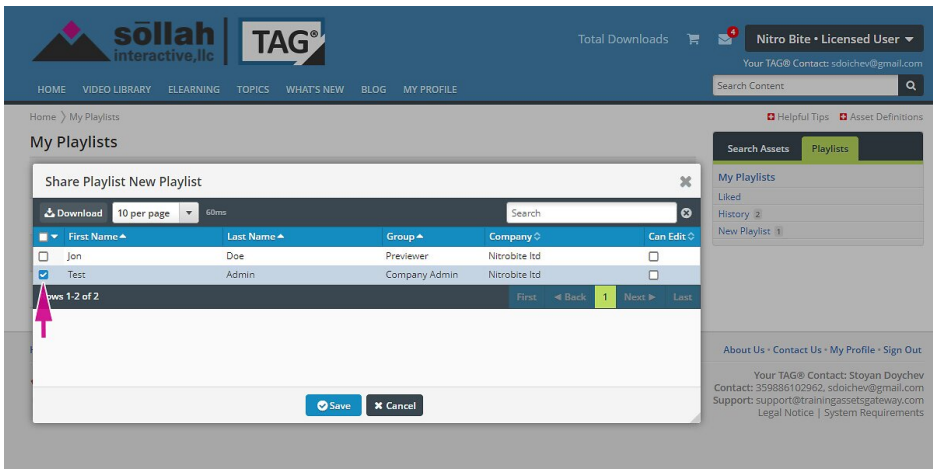 sōllah interactive,llc TAG®
Total Downloads 4 Nitro Bite • Licensed User
Your TAG® Contact: sdoichev@gmail.com
HOME VIDEO LIBRARY ELEARNING TOPICS WHAT'S NEW BLOG MY PROFILE
Search Content
Home 〉 My Playlists
Helpful Tips Asset Definitions
My Playlists
Search Assets Playlists
My Playlists
Liked
History 2
New Playlist 1
Share Playlist New Playlist
Download 10 per page 60ms Search
First Name Last Name Group Company Can Edit
Jon Doe Previewer Nitrobite ltd
Test Admin Company Admin Nitrobite ltd
ows 1-2 of 2 First Back 1 Next Last
Save Cancel
About Us • Contact Us • My Profile • Sign Out
Your TAG® Contact: Stoyan Doychev
Contact: 359886102962, sdoichev@gmail.com
Support: support@trainingassetsgateway.com
Legal Notice | System Requirements